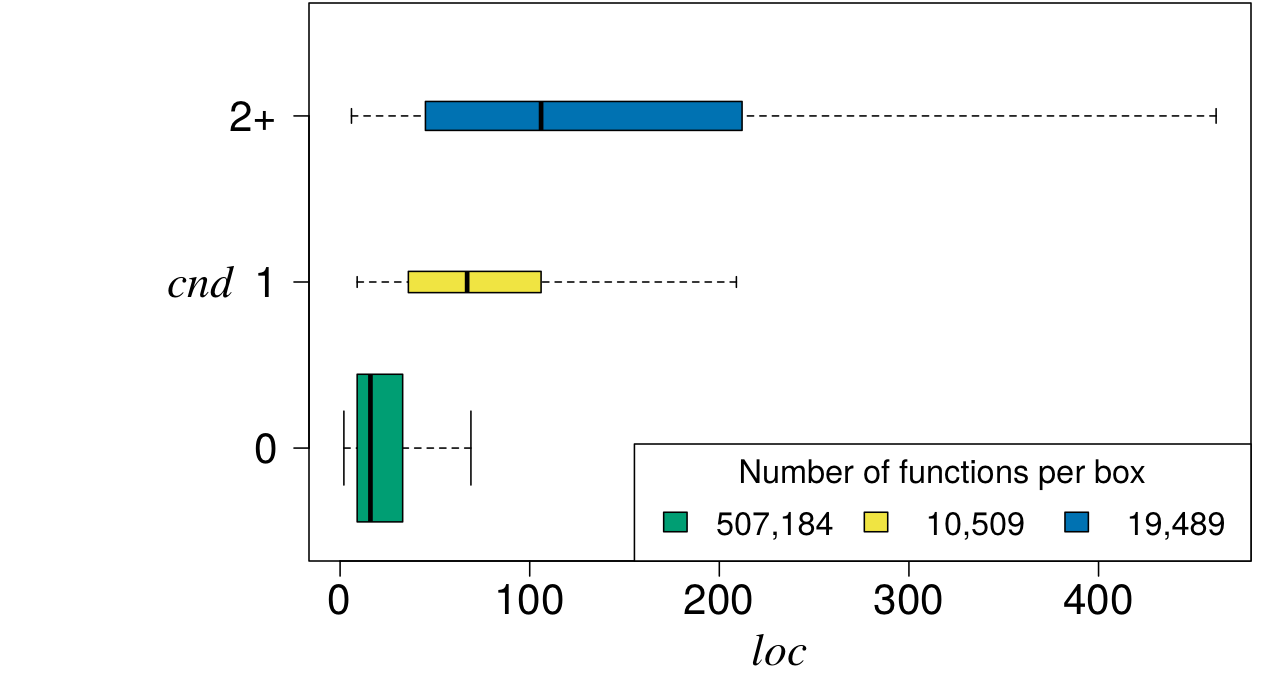 2+
cnd 1
0
Number of functions per box
507,184 10,509 19,489
0 100 200 300 400
loc